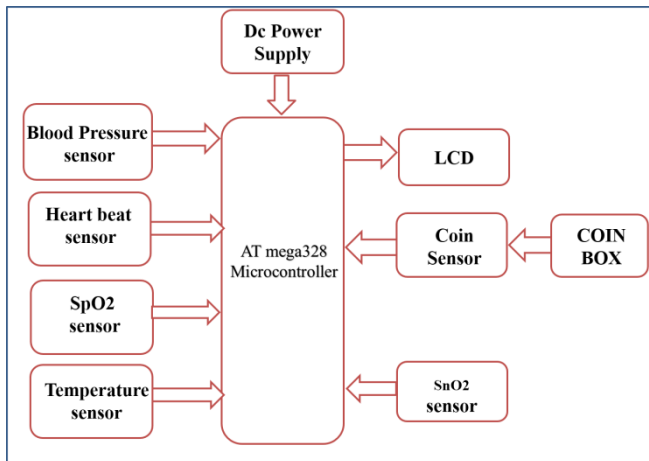 Dc Power
Supply
Blood Pressure
sensor
LCD
Heart beat
sensor
AT mega328
Microcontroller
Coin
Sensor
COIN
BOX
SpO2
sensor
Temperature
sensor
SnO2
sensor